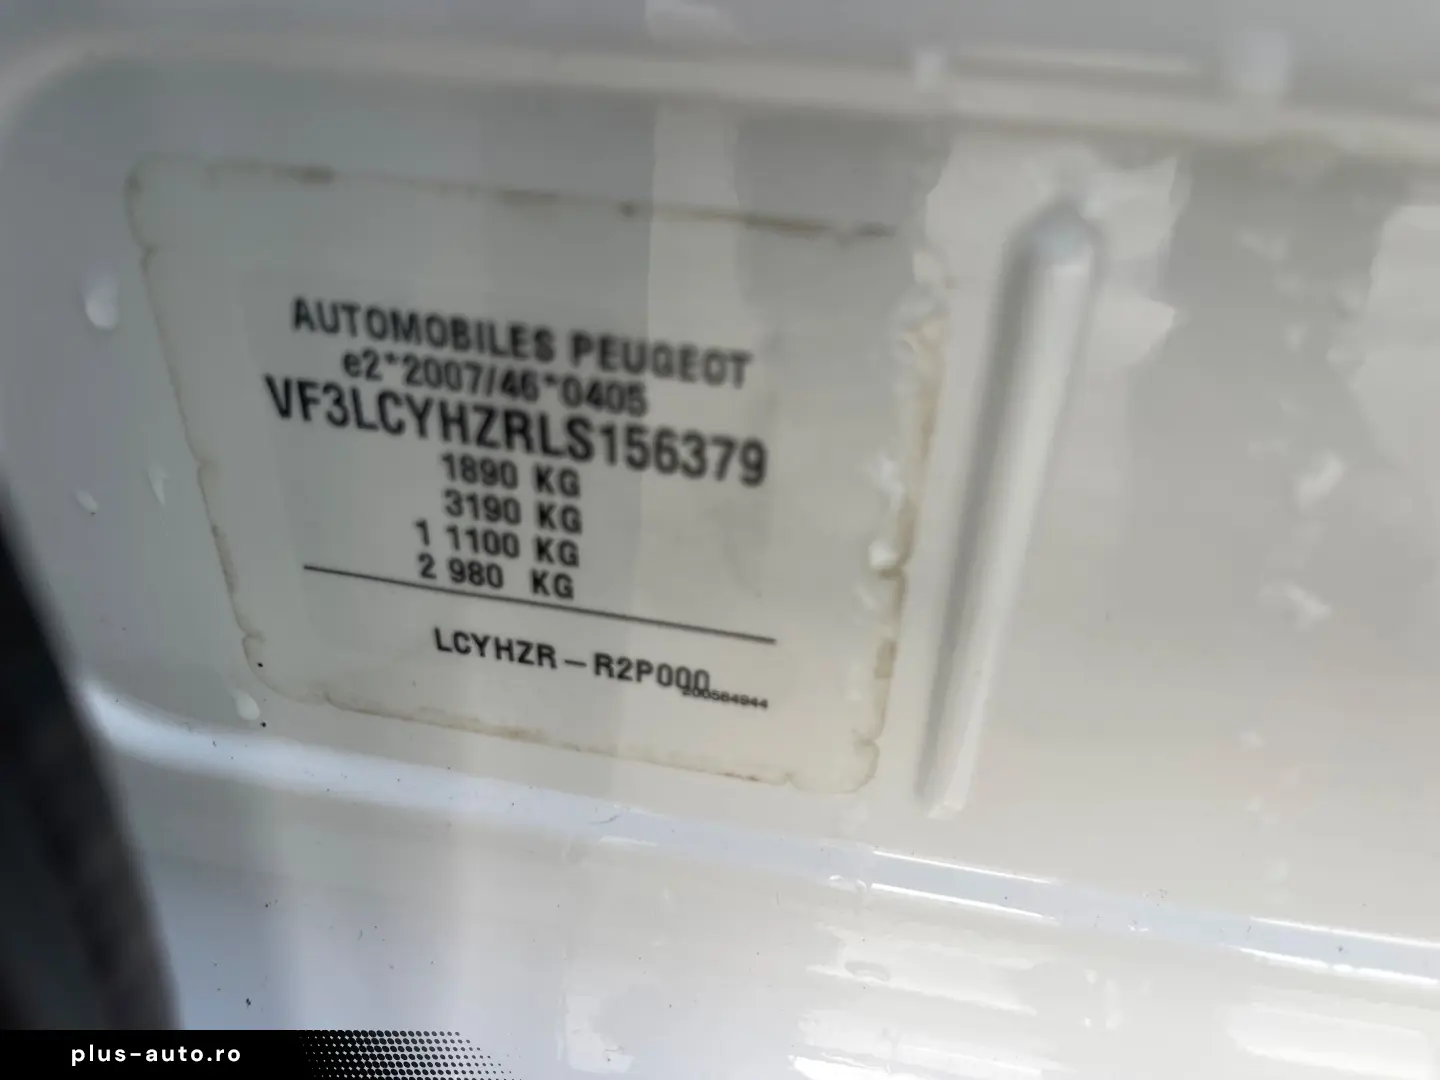 AUTOMOBILES PEUGEOT
e2*2007/46*0405
VF3LCYHZRLS156379
1890 KG
3190 KG
1 1100 KG
2 980 KG
LCYHZR – R2P000
200564944
plus-auto.ro